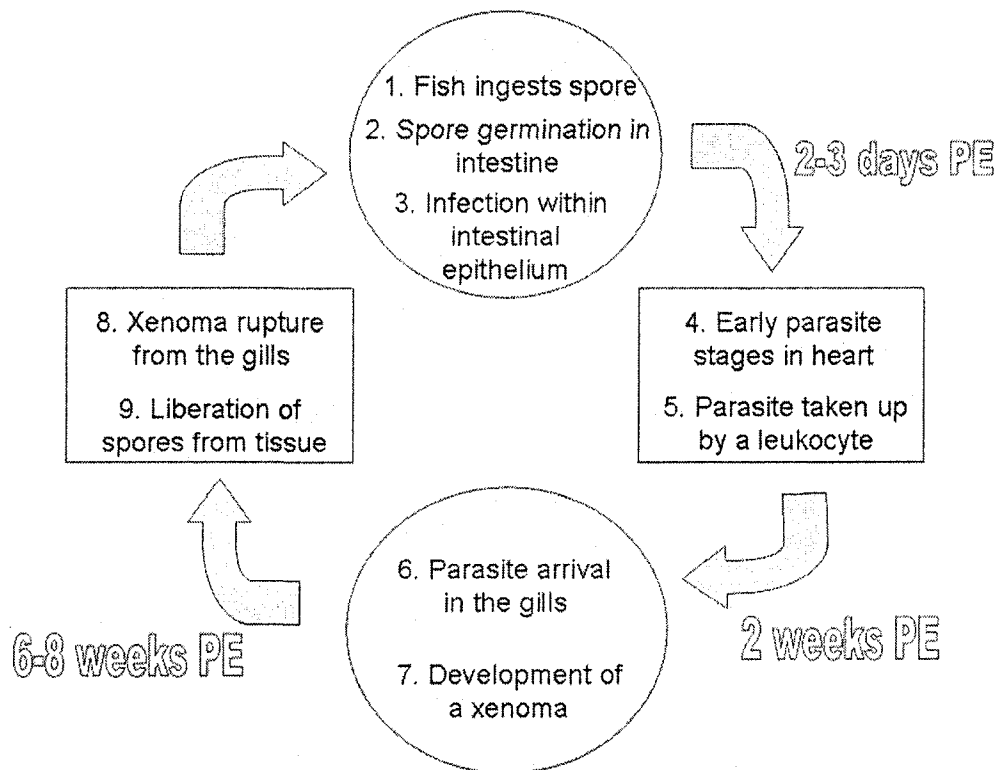 1. Fish ingests spore
2. Spore germination in
intestine
3. Infection within
intestinal
epithelium
2-3 days PE
4. Early parasite
stages in heart
5. Parasite taken up
by a leukocyte
2 weeks PE
6. Parasite arrival
in the gills
7. Development of
a xenoma
6-8 weeks PE
8. Xenoma rupture
from the gills
9. Liberation of
spores from tissue